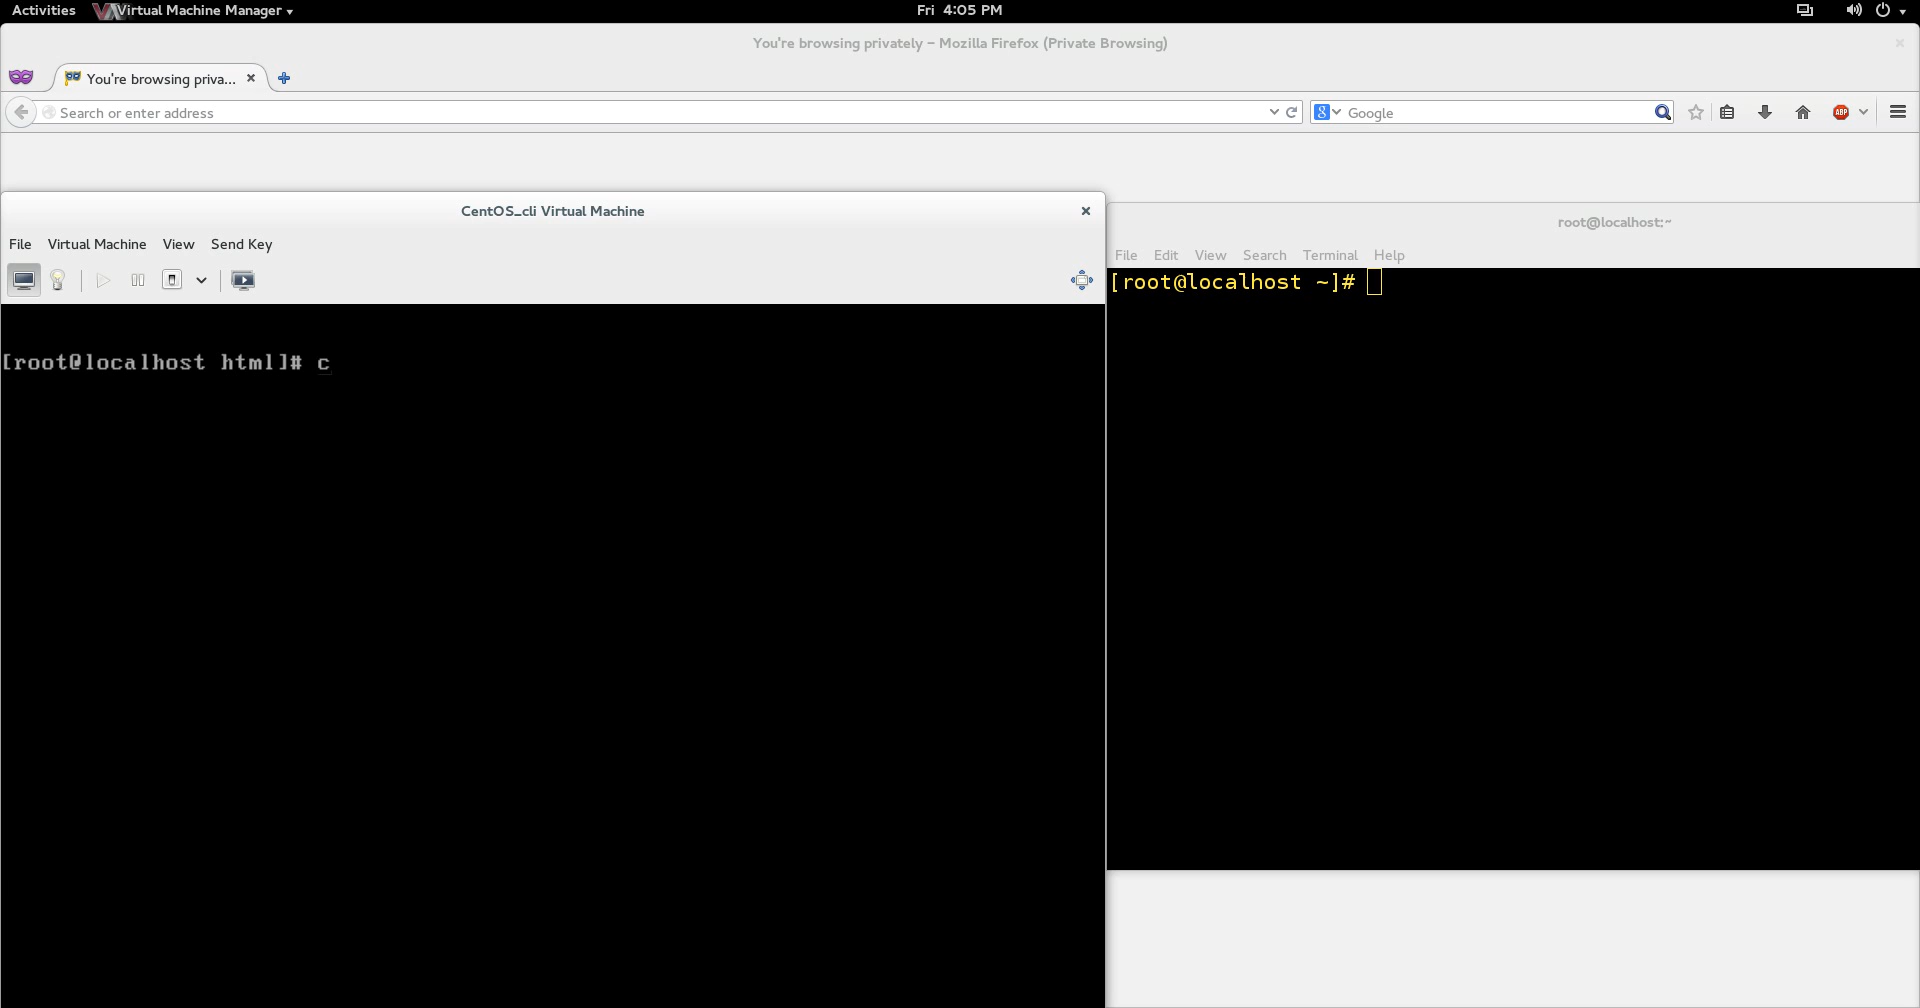 Activities Virtual Machine Manager Fri 4:05 PM
You're browsing privately – Mozilla Firefox (Private Browsing)
You're browsing priva...
Search or enter address
Google
ABP
CentOS_cli Virtual Machine
File Virtual Machine View Send Key
[root@localhost html]# c
root@localhost:~
File Edit View Search Terminal Help
[root@localhost ~]#